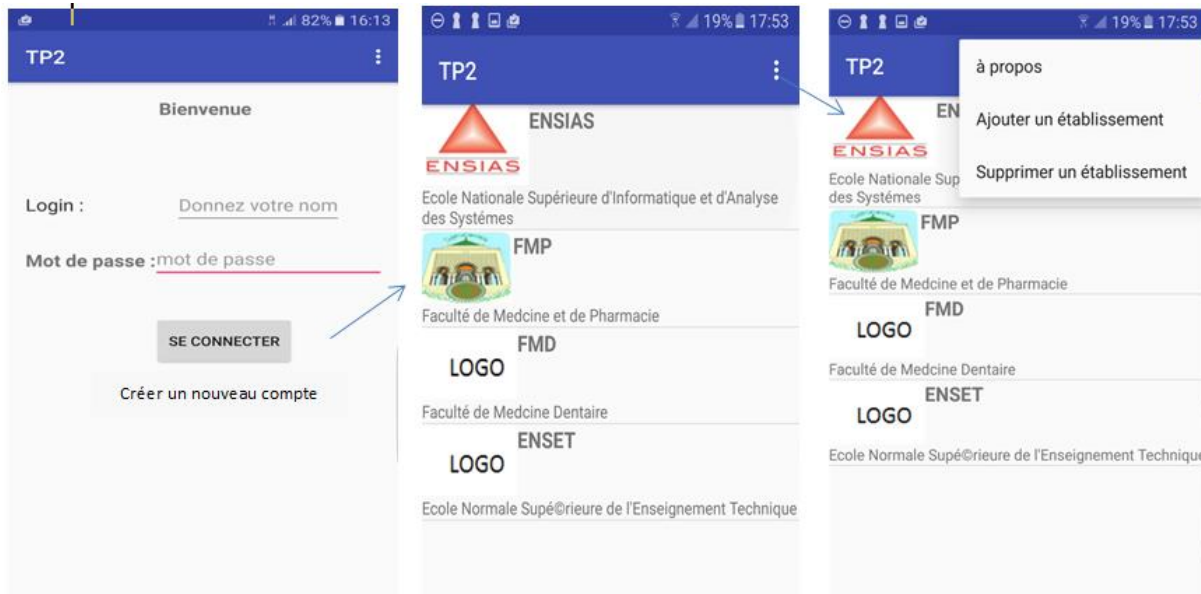 82% 16:13
TP2
Bienvenue
Login :
Donnez votre nom
Mot de passe :
mot de passe
SE CONNECTER
Créer un nouveau compte
19% 17:53
TP2
ENSIAS
ENSIAS
Ecole Nationale Supérieure d'Informatique et d'Analyse
des Systémes
FMP
Faculté de Medcine et de Pharmacie
FMD
LOGO
Faculté de Medcine Dentaire
ENSET
LOGO
Ecole Normale Supé©rieure de l'Enseignement Technique
19% 17:53
TP2
à propos
Ajouter un établissement
Supprimer un établissement
EN
ENSIAS
Ecole Nationale Sup
des Systémes
FMP
Faculté de Medcine et de Pharmacie
FMD
LOGO
Faculté de Medcine Dentaire
ENSET
LOGO
Ecole Normale Supé©rieure de l'Enseignement Technique